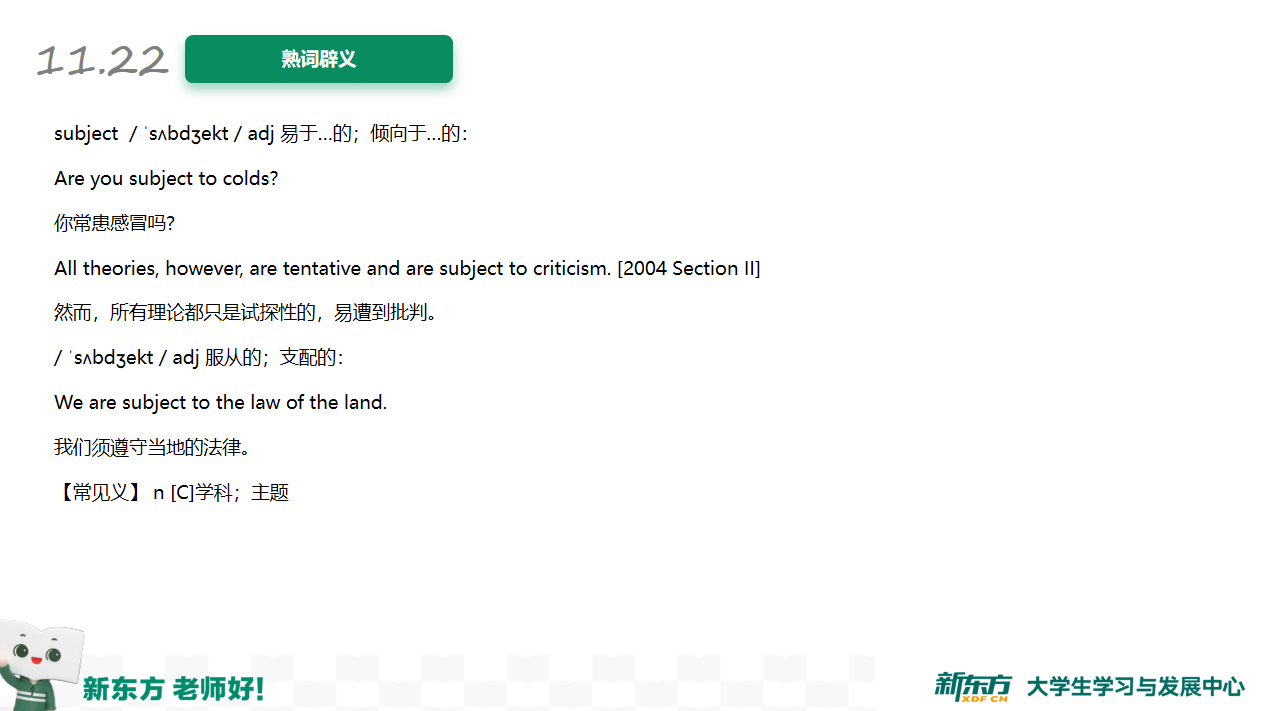 11.22 熟词辟义
subject / ˈsʌbdʒekt / adj 易于…的；倾向于…的：
Are you subject to colds?
你常患感冒吗?
All theories, however, are tentative and are subject to criticism. [2004 Section II]
然而，所有理论都只是试探性的，易遭到批判。
/ ˈsʌbdʒekt / adj 服从的；支配的：
We are subject to the law of the land.
我们须遵守当地的法律。
【常见义】 n [C]学科；主题
新东方 老师好!
新东方 XDF.CN 大学生学习与发展中心